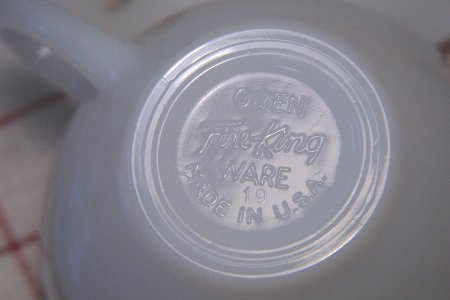 OVEN
Fire-King
WARE
19
MADE IN U.S.A.